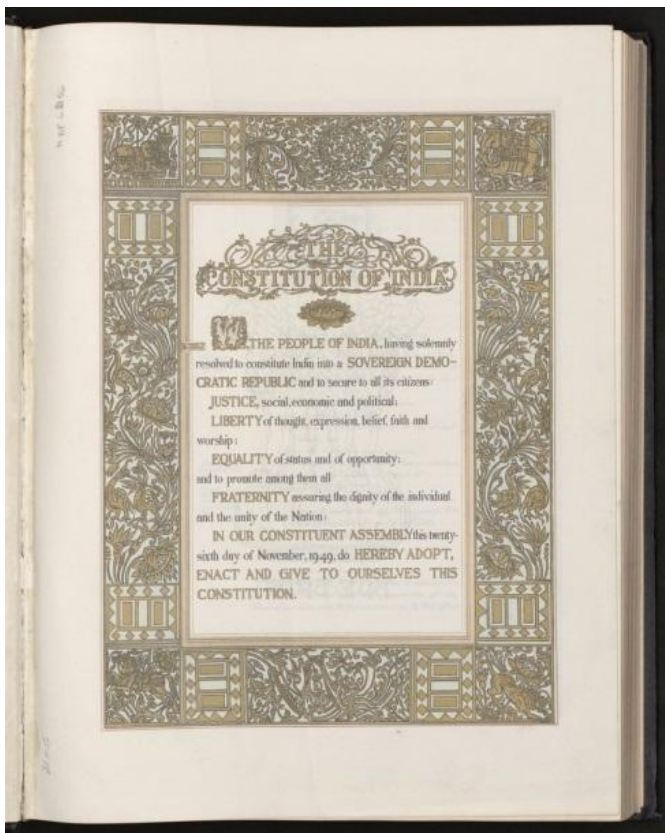 THE
CONSTITUTION OF INDIA
WE, THE PEOPLE OF INDIA, having solemnly
resolved to constitute India into a SOVEREIGN DEMO-
CRATIC REPUBLIC and to secure to all its citizens:
JUSTICE, social, economic and political;
LIBERTY of thought, expression, belief, faith and
worship;
EQUALITY of status and of opportunity;
and to promote among them all
FRATERNITY assuring the dignity of the individual
and the unity of the Nation;
IN OUR CONSTITUENT ASSEMBLY this twenty-
sixth day of November, 1949, do HEREBY ADOPT,
ENACT AND GIVE TO OURSELVES THIS
CONSTITUTION.